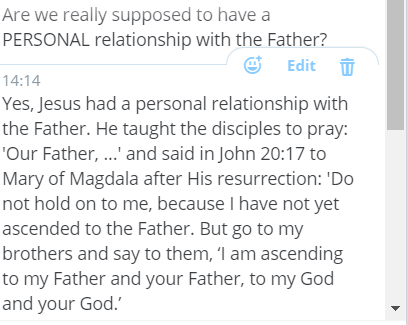 Are we really supposed to have a
PERSONAL relationship with the Father?
Edit
14:14
Yes, Jesus had a personal relationship with
the Father. He taught the disciples to pray:
'Our Father, ...' and said in John 20:17 to
Mary of Magdala after His resurrection: 'Do
not hold on to me, because I have not yet
ascended to the Father. But go to my
brothers and say to them, ‘I am ascending
to my Father and your Father, to my God
and your God.’